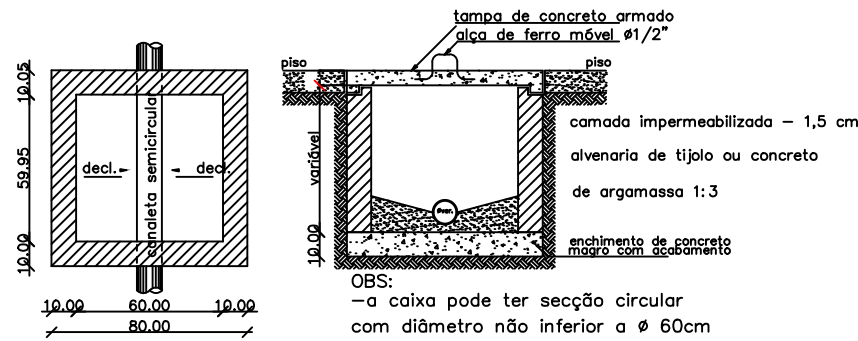 tampa de concreto armado
alça de ferro móvel ø1/2"
piso
piso
10.05
59.95
10.00
decl.
decl.
canaleta semicircular
10.00
60.00
10.00
80.00
variável
10.00
camada impermeabilizada - 1,5 cm
alvenaria de tijolo ou concreto
de argamassa 1:3
enchimento de concreto
magro com acabamento
OBS:
-a caixa pode ter secção circular
com diâmetro não inferior a ø 60cm